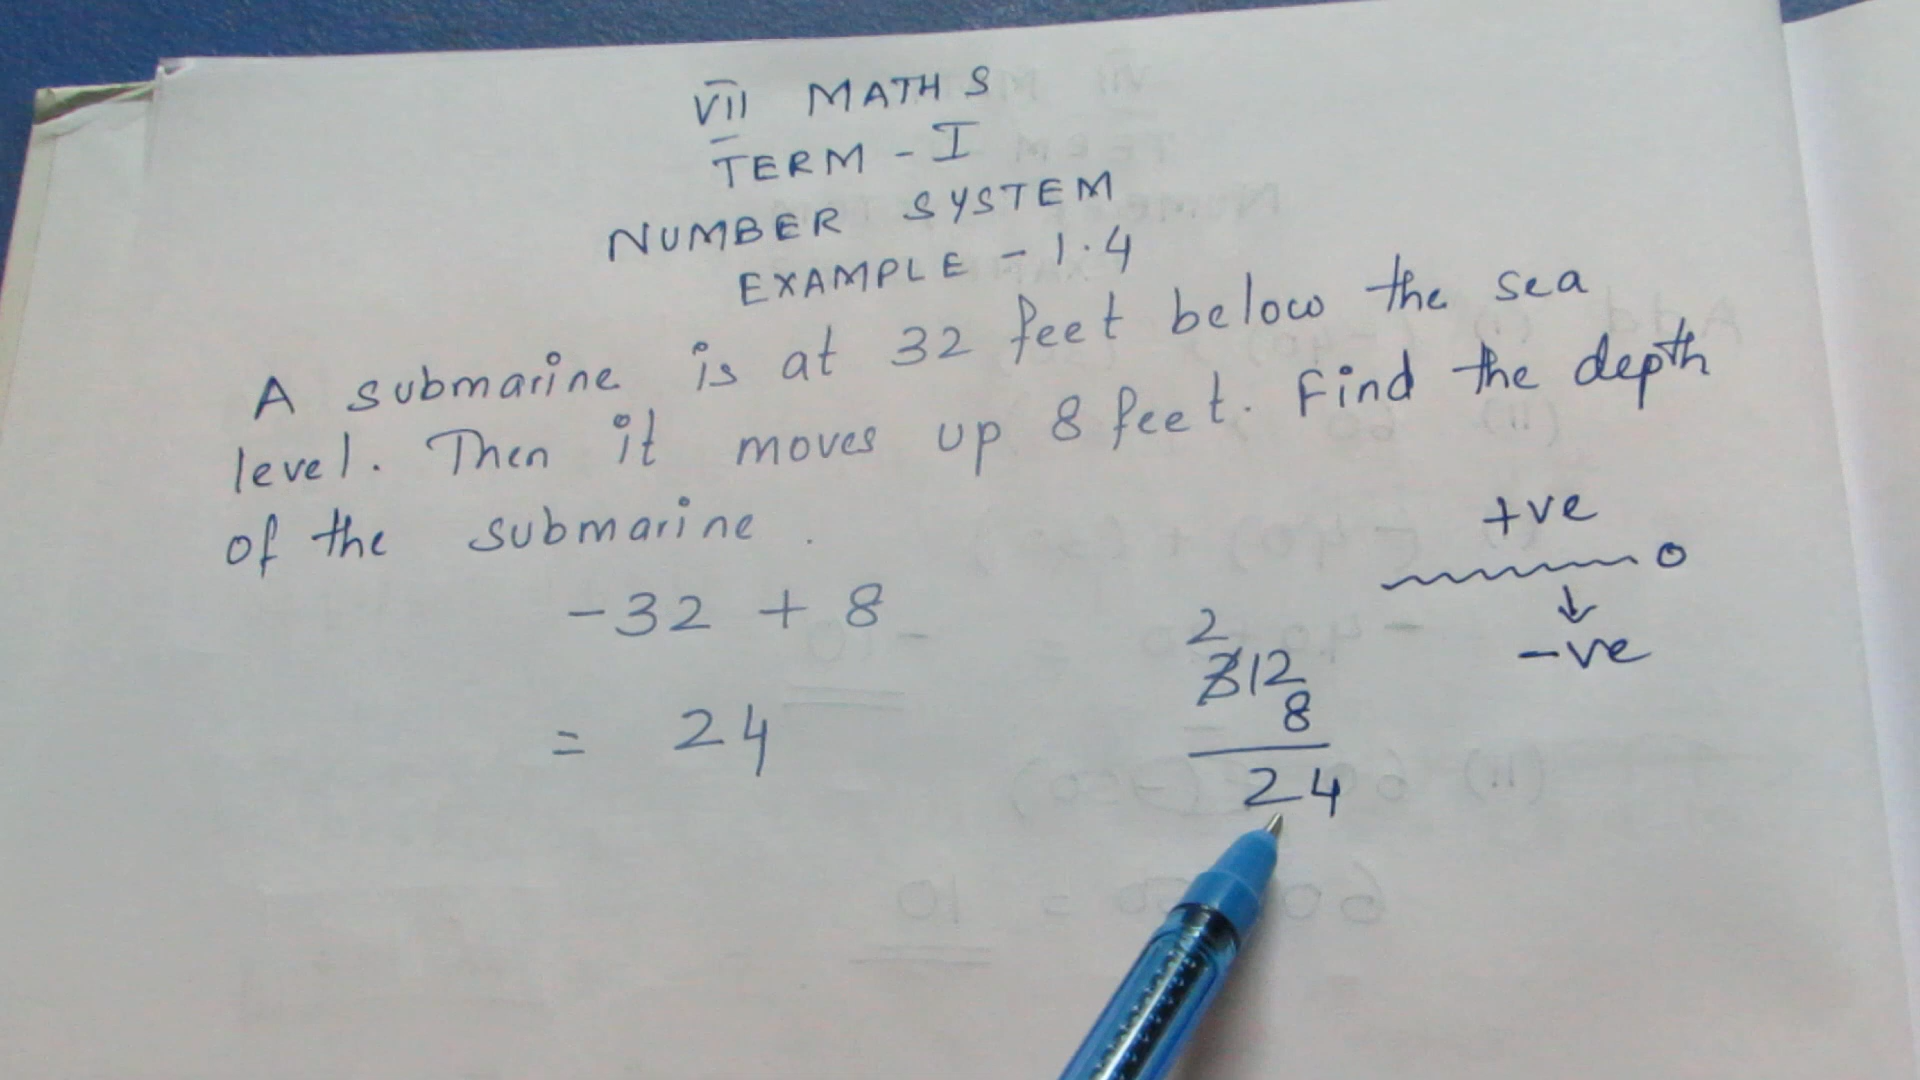 VII MATHS
TERM - I
NUMBER SYSTEM
EXAMPLE - 1.4
A submarine is at 32 feet below the sea
level. Then it moves up 8 feet. Find the depth
of the submarine.
+ve
0
-ve
-32 + 8
= 24
2
3 12
- 8
24